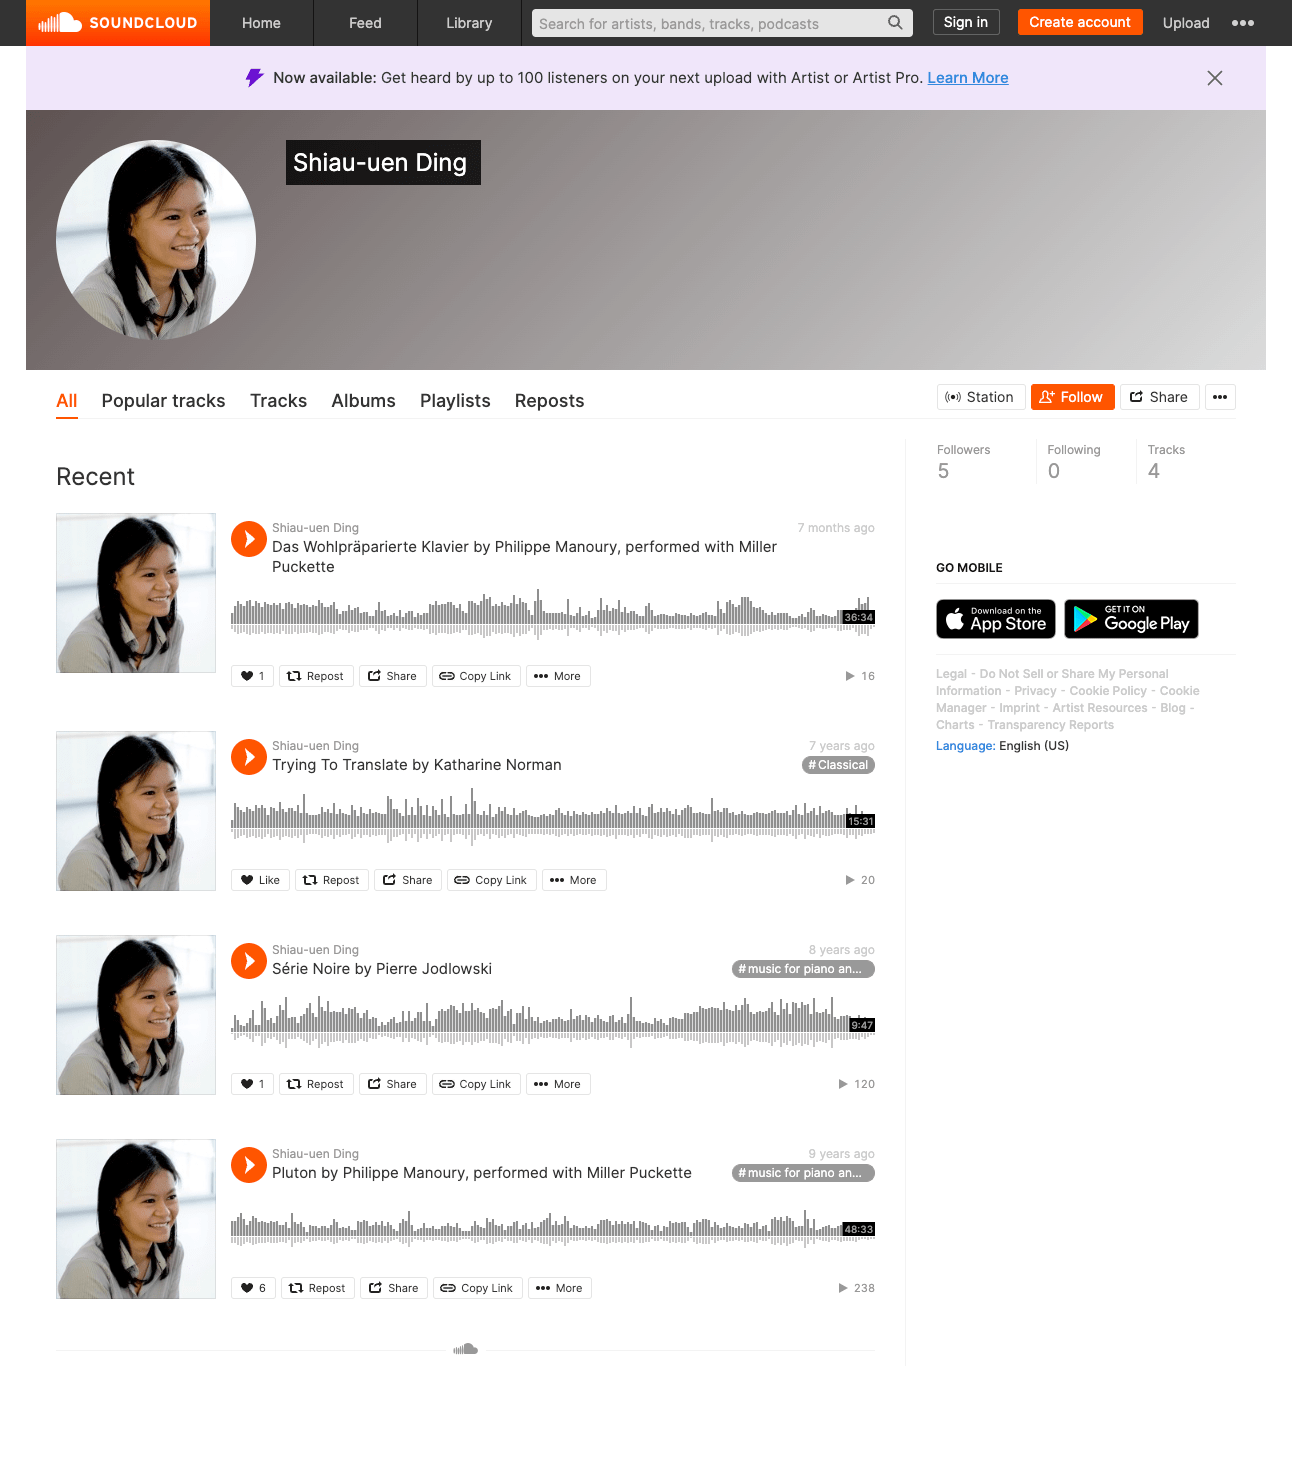 SOUNDCLOUD
Home
Feed
Library
Search for artists, bands, tracks, podcasts
Sign in
Create account
Upload
Now available: Get heard by up to 100 listeners on your next upload with Artist or Artist Pro. Learn More
Shiau-uen Ding
All
Popular tracks
Tracks
Albums
Playlists
Reposts
Station
Follow
Share
Followers
5
Following
0
Tracks
4
Recent
Shiau-uen Ding
7 months ago
Das Wohlpräparierte Klavier by Philippe Manoury, performed with Miller
Puckette
36:34
1
Repost
Share
Copy Link
More
16
Shiau-uen Ding
7 years ago
Trying To Translate by Katharine Norman
# Classical
15:31
Like
Repost
Share
Copy Link
More
20
Shiau-uen Ding
8 years ago
Série Noire by Pierre Jodlowski
# music for piano an...
9:47
1
Repost
Share
Copy Link
More
120
Shiau-uen Ding
9 years ago
Pluton by Philippe Manoury, performed with Miller Puckette
# music for piano an...
48:33
6
Repost
Share
Copy Link
More
238
GO MOBILE
Download on the
App Store
GET IT ON
Google Play
Legal - Do Not Sell or Share My Personal
Information - Privacy - Cookie Policy - Cookie
Manager - Imprint - Artist Resources - Blog -
Charts - Transparency Reports
Language: English (US)